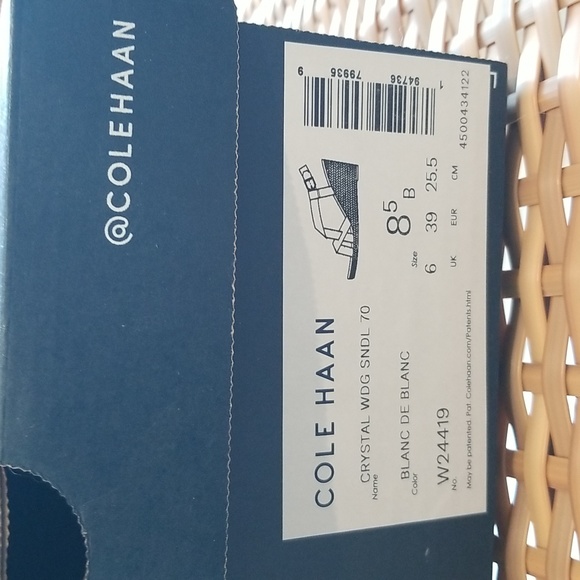 @COLEHAAN
COLE HAAN
CRYSTAL WDG SNDL 70
Name
BLANC DE BLANC
Color
W24419
No
May be patented. Pat. Colehaan.com/Patents.html
Size
8 5 B
6 39 25.5
UK EUR CM
1 94736 79935 9
4500434122